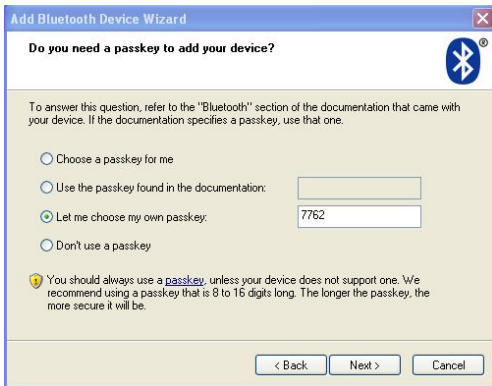 Add Bluetooth Device Wizard
Do you need a passkey to add your device?
®
To answer this question, refer to the "Bluetooth" section of the documentation that came with
your device. If the documentation specifies a passkey, use that one.
Choose a passkey for me
Use the passkey found in the documentation:
Let me choose my own passkey: 7762
Don't use a passkey
You should always use a passkey, unless your device does not support one. We
recommend using a passkey that is 8 to 16 digits long. The longer the passkey, the
more secure it will be.
< Back Next > Cancel